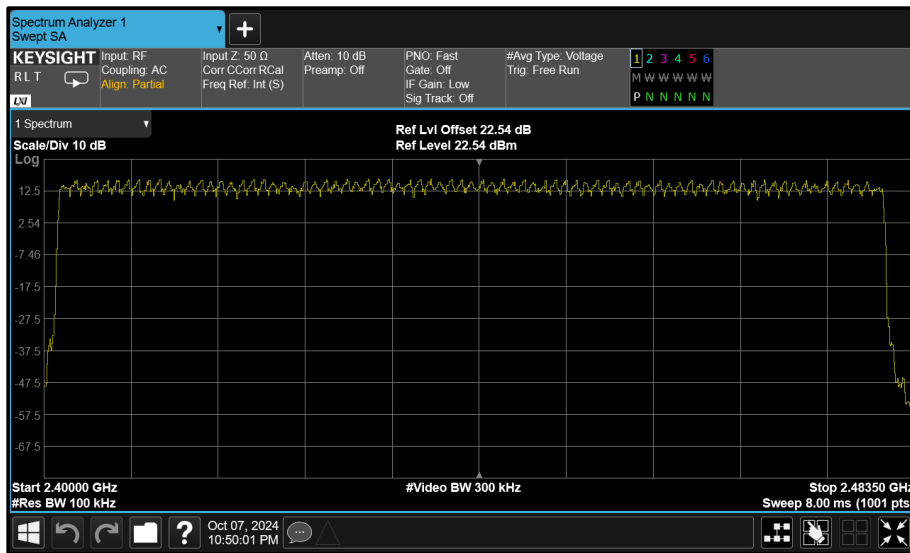 Spectrum Analyzer 1
Swept SA
KEYSIGHT
R L T
LXI
Input: RF
Coupling: AC
Align: Partial
Input Z: 50 Ω
Corr CCorr RCal
Freq Ref: Int (S)
Atten: 10 dB
Preamp: Off
PNO: Fast
Gate: Off
IF Gain: Low
Sig Track: Off
#Avg Type: Voltage
Trig: Free Run
1 2 3 4 5 6
M W W W W W
P N N N N N
1 Spectrum
Scale/Div 10 dB
Ref Lvl Offset 22.54 dB
Ref Level 22.54 dBm
Log
12.5
2.54
-7.46
-17.5
-27.5
-37.5
-47.5
-57.5
-67.5
Start 2.40000 GHz
#Res BW 100 kHz
#Video BW 300 kHz
Stop 2.48350 GHz
Sweep 8.00 ms (1001 pts
?
Oct 07, 2024
10:50:01 PM